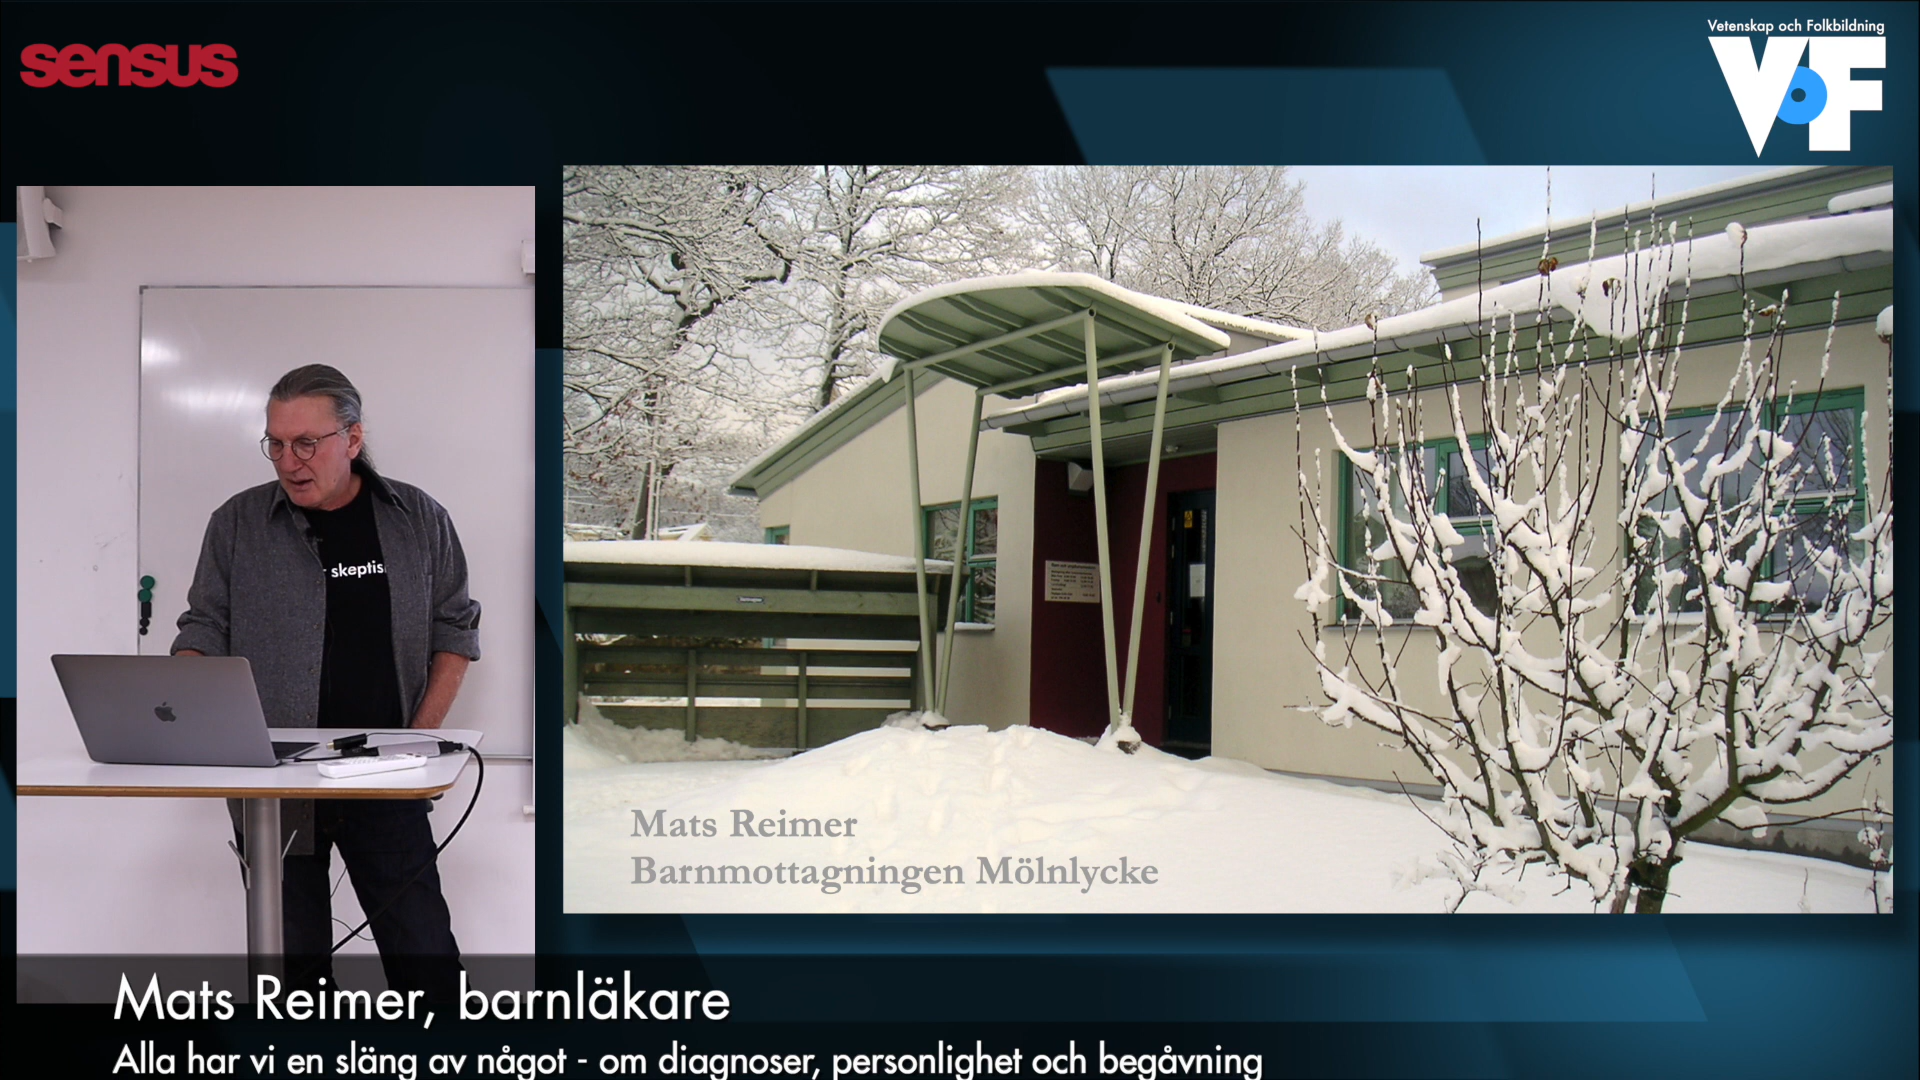 sensus
Vetenskap och Folkbildning
VoF
skeptis
Mats Reimer
Barnmottagningen Mölnlycke
Mats Reimer, barnläkare
Alla har vi en släng av något - om diagnoser, personlighet och begåvning